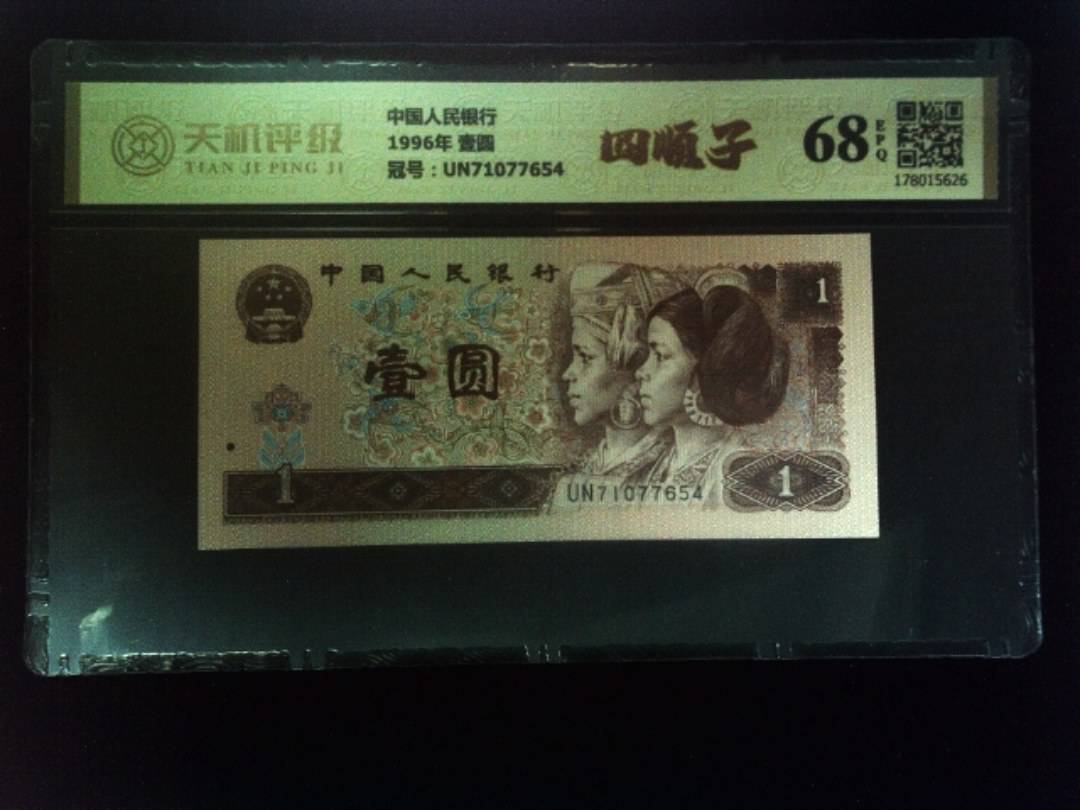 天机评级
TIAN JI PING JI
中国人民银行
1996年 壹圆
冠号：UN71077654
四顺子
68
EPQ
178015626
中国人民银行
1
壹圆
1
UN71077654
1